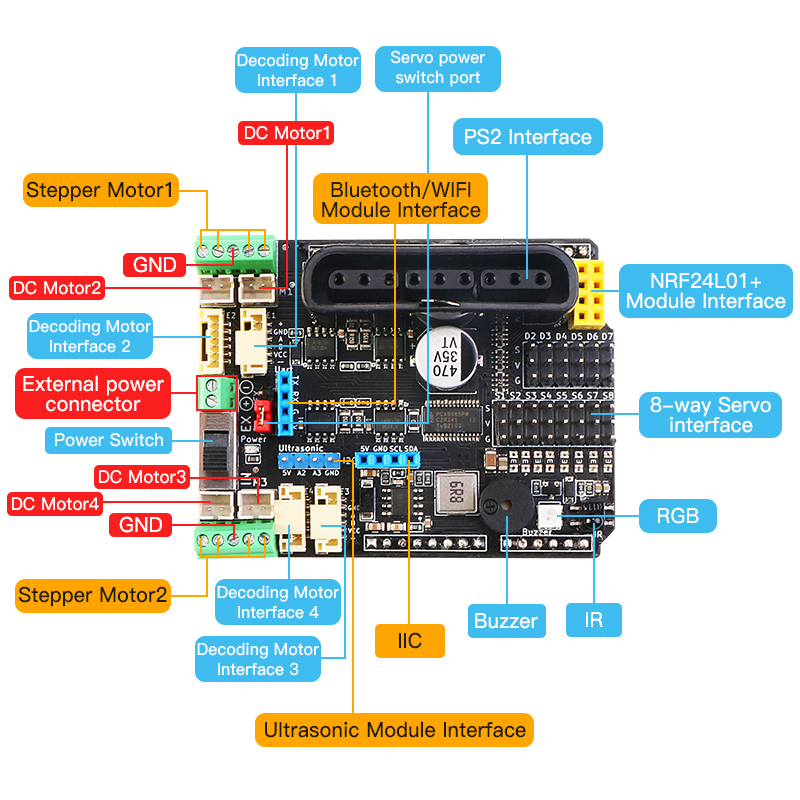 Decoding Motor
Interface 1
Servo power
switch port
DC Motor1
PS2 Interface
Stepper Motor1
Bluetooth/WIFI
Module Interface
GND
DC Motor2
M1
NRF24L01+
Module Interface
Decoding Motor
Interface 2
E2
E1
GND
VCC
470
35V
VT
D2 D3 D4 D5 D6 D7
S
V
G
External power
connector
Uart
TX
EX
S1 S2 S3 S4 S5 S6 S7 S8
S
V
G
8-way Servo
interface
Power Switch
Power
Ultrasonic
5V A2 A3 GND
5V GND SCL SDA
DC Motor3
M3
DC Motor4
6R8
GND
E3
VCC
Buzzer
RGB
Stepper Motor2
Decoding Motor
Interface 4
Buzzer
IR
IIC
Decoding Motor
Interface 3
Ultrasonic Module Interface